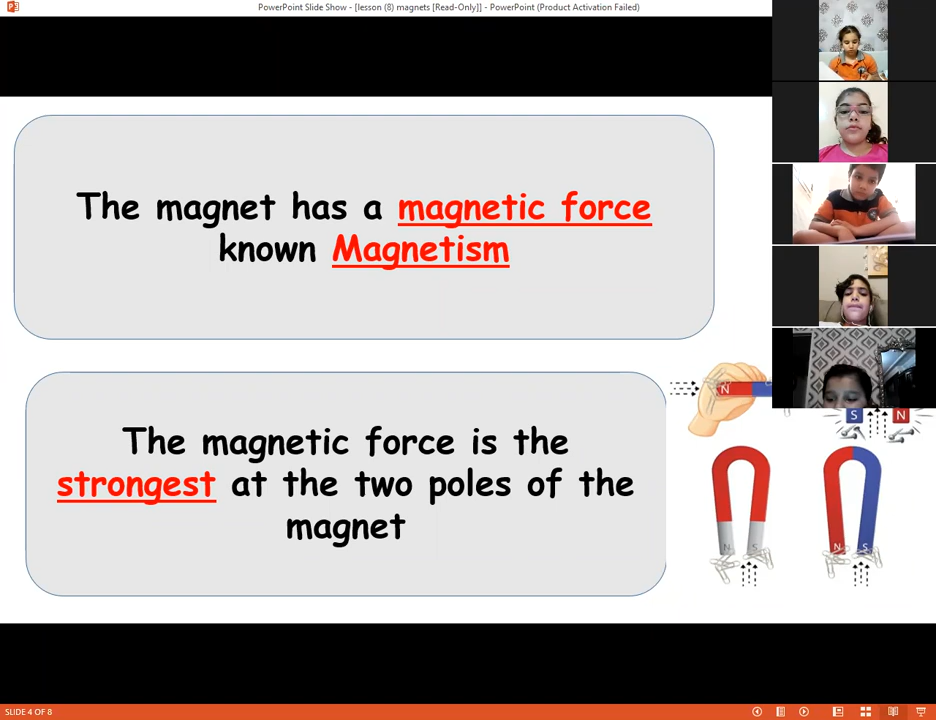 PowerPoint Slide Show - [lesson (8) magnets [Read-Only]] - PowerPoint (Product Activation Failed)
The magnet has a magnetic force
known Magnetism
The magnetic force is the
strongest at the two poles of the
magnet
N
S N
N S
N S
SLIDE 4 OF 8